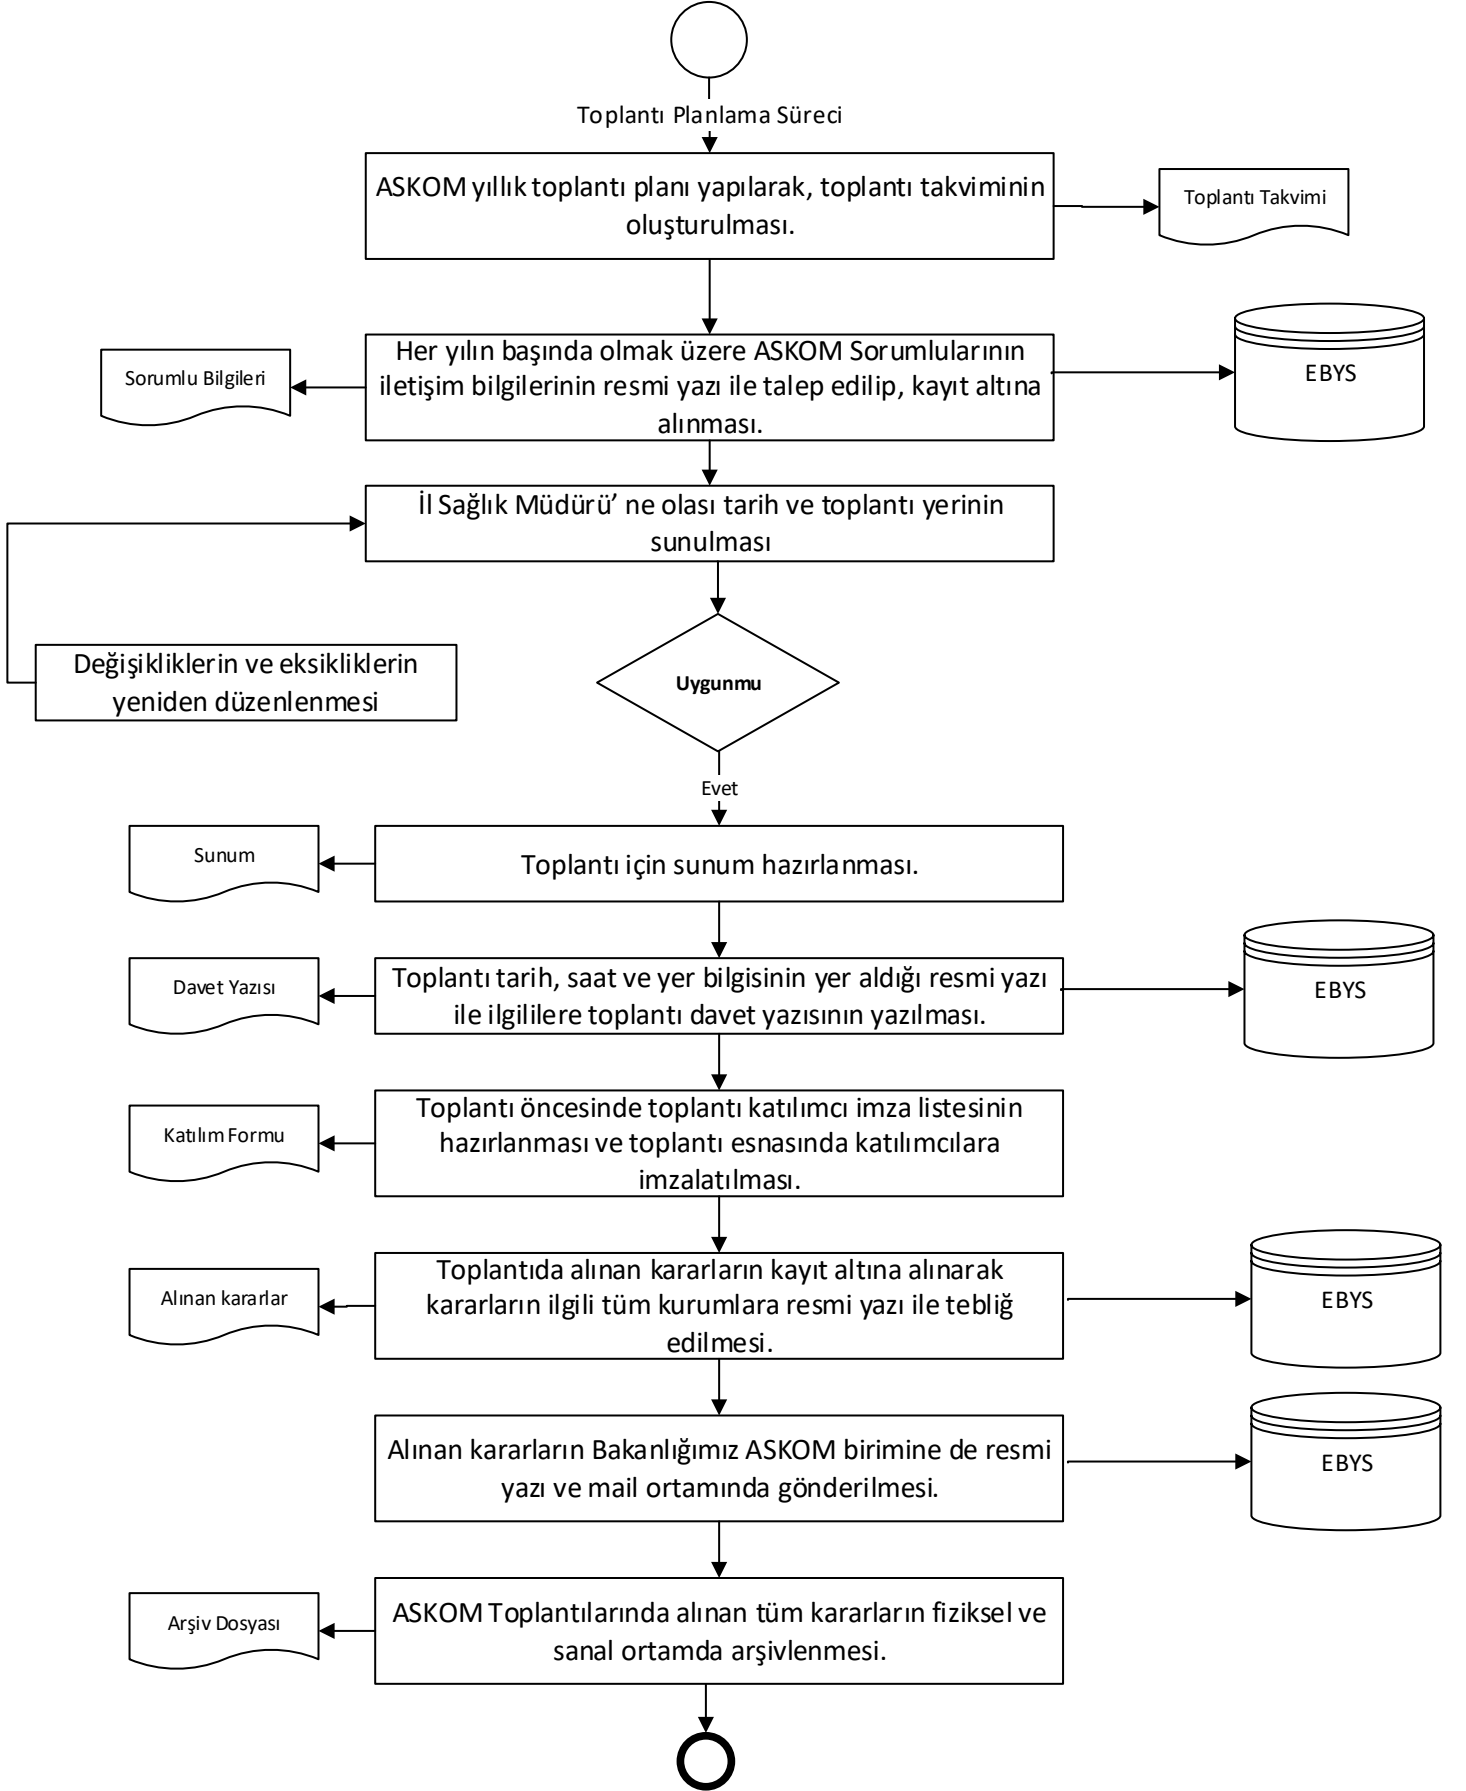 Toplantı Planlama Süreci
ASKOM yıllık toplantı planı yapılarak, toplantı takviminin
oluşturulması.
Toplantı Takvimi
Sorumlu Bilgileri
Her yılın başında olmak üzere ASKOM Sorumlularının
iletişim bilgilerinin resmi yazı ile talep edilip, kayıt altına
alınması.
EBYS
İl Sağlık Müdürü’ ne olası tarih ve toplantı yerinin
sunulması
Değişikliklerin ve eksikliklerin
yeniden düzenlenmesi
Uygunmu
Evet
Sunum
Toplantı için sunum hazırlanması.
Davet Yazısı
Toplantı tarih, saat ve yer bilgisinin yer aldığı resmi yazı
ile ilgililere toplantı davet yazısının yazılması.
EBYS
Katılım Formu
Toplantı öncesinde toplantı katılımcı imza listesinin
hazırlanması ve toplantı esnasında katılımcılara
imzalatılması.
Alınan kararlar
Toplantıda alınan kararların kayıt altına alınarak
kararların ilgili tüm kurumlara resmi yazı ile tebliğ
edilmesi.
EBYS
Alınan kararların Bakanlığımız ASKOM birimine de resmi
yazı ve mail ortamında gönderilmesi.
EBYS
Arşiv Dosyası
ASKOM Toplantılarında alınan tüm kararların fiziksel ve
sanal ortamda arşivlenmesi.